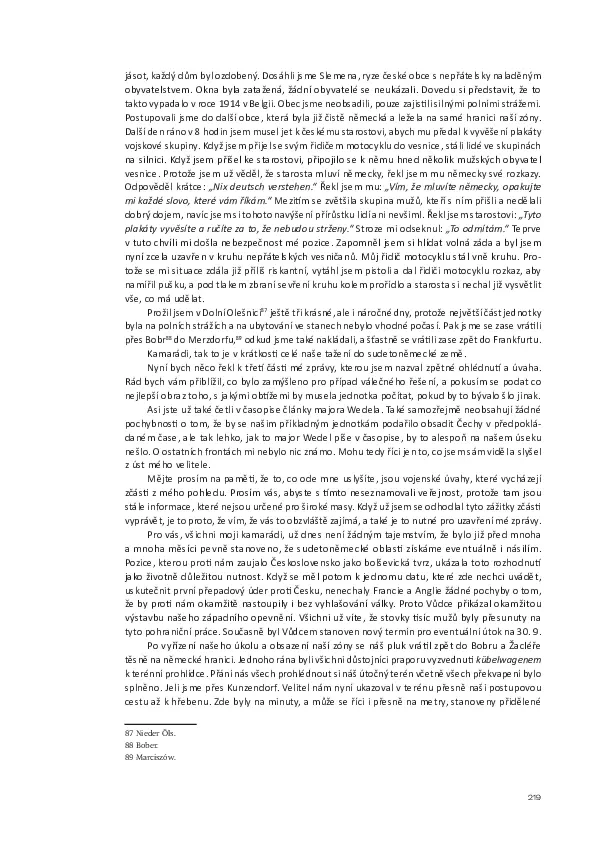 jásot, každý dům byl ozdobený. Dosáhli jsme Slemena, ryze české obce s nepřátelsky naladěným
obyvatelstvem. Okna byla zatažená, žádní obyvatelé se neukázali. Dovedu si představit, že to
takto vypadalo v roce 1914 v Belgii. Obec jsme neobsadili, pouze zajistili silnými polními strážemi.
Postupovali jsme do další obce, která byla již čistě německá a ležela na samé hranici naší zóny.
Další den ráno v 8 hodin jsem musel jet k českému starostovi, abych mu předal k vyvěšení plakáty
vojskové skupiny. Když jsem přijel se svým řidičem motocyklu do vesnice, stáli lidé ve skupinách
na silnici. Když jsem přišel ke starostovi, připojilo se k němu hned několik mužských obyvatel
vesnice. Protože jsem už věděl, že starosta mluví německy, řekl jsem mu německy své rozkazy.
Odpověděl krátce: „Nix deutsch verstehen.“ Řekl jsem mu: „Vím, že mluvíte německy, opakujte
mi každé slovo, které vám říkám.“ Mezitím se zvětšila skupina mužů, kteří s ním přišli a nedělali
dobrý dojem, navíc jsme si tohoto navýšení přírůstku lidí ani nevšiml. Řekl jsme starostovi: „Tyto
plakáty vyvěsíte a ručíte za to, že nebudou strženy.“ Stroze mi odseknul: „To odmítám.“ Teprve
v tuto chvíli mi došla nebezpečnost mé pozice. Zapomněl jsem si hlídat volná záda a byl jsem
nyní zcela uzavřen v kruhu nepřátelských vesničanů. Můj řidič motocyklu stál vně kruhu. Pro-
tože se mi situace zdála již příliš riskantní, vytáhl jsem pistoli a dal řidiči motocyklu rozkaz, aby
namířil pušku, a pod tlakem zbraní sevření kruhu kolem prořídlo a starosta si nechal již vysvětlit
vše, co má udělat.
Prožil jsem v Dolní Olešnici⁸⁷ ještě tři krásné, ale i náročné dny, protože největší část jednotky
byla na polních strážích a na ubytování ve stanech nebylo vhodné počasí. Pak jsme se zase vrátili
přes Bobr⁸⁸ do Merzdorfu,⁸⁹ odkud jsme také nakládali, a šťastně se vrátili zase zpět do Frankfurtu.
Kamarádi, tak to je v krátkosti celé naše tažení do sudetoněmecké země.
Nyní bych něco řekl k třetí části mé zprávy, kterou jsem nazval zpětné ohlédnutí a úvaha.
Rád bych vám přiblížil, co bylo zamýšleno pro případ válečného řešení, a pokusím se podat co
nejlepší obraz toho, s jakými obtížemi by musela jednotka počítat, pokud by to bývalo šlo jinak.
Asi jste už také četli v časopise články majora Wedela. Také samozřejmě neobsahují žádné
pochybnosti o tom, že by se našim příkladným jednotkám podařilo obsadit Čechy v předpoklá-
daném čase, ale tak lehko, jak to major Wedel píše v časopise, by to alespoň na našem úseku
nešlo. O ostatních frontách mi nebylo nic známo. Mohu tedy říci jen to, co jsem sám viděl a slyšel
z úst mého velitele.
Mějte prosím na paměti, že to, co ode mne uslyšíte, jsou vojenské úvahy, které vycházejí
zčásti z mého pohledu. Prosím vás, abyste s tímto neseznamovali veřejnost, protože tam jsou
stále informace, které nejsou určené pro široké masy. Když už jsem se odhodlal tyto zážitky zčásti
vyprávět, je to proto, že vím, že vás to obzvláště zajímá, a také je to nutné pro uzavření mé zprávy.
Pro vás, všichni moji kamarádi, už dnes není žádným tajemstvím, že bylo již před mnoha
a mnoha měsíci pevně stanoveno, že sudetoněmecké oblasti získáme eventuálně i násilím.
Pozice, kterou proti nám zaujalo Československo jako bolševická tvrz, ukázala toto rozhodnutí
jako životně důležitou nutnost. Když se měl potom k jednomu datu, které zde nechci uvádět,
uskutečnit první přepadový úder proti Česku, nenechaly Francie a Anglie žádné pochyby o tom,
že by proti nám okamžitě nastoupily i bez vyhlašování války. Proto Vůdce přikázal okamžitou
výstavbu našeho západního opevnění. Všichni už víte, že stovky tisíc mužů byly přesunuty na
tyto pohraniční práce. Současně byl Vůdcem stanoven nový termín pro eventuální útok na 30. 9.
Po vyřízení našeho úkolu a obsazení naší zóny se náš pluk vrátil zpět do Bobru a Žacléře
těsně na německé hranici. Jednoho rána byli všichni důstojníci praporu vyzvednuti kübelwagenem
k terénní prohlídce. Přání nás všech prohlédnout si náš útočný terén včetně všech překvapení bylo
splněno. Jeli jsme přes Kunzendorf. Velitel nám nyní ukazoval v terénu přesně naši postupovou
cestu až k hřebenu. Zde byly na minuty, a může se říci i přesně na metry, stanoveny přidělené
87 Nieder Öls.
88 Bober.
89 Marciszów.
219